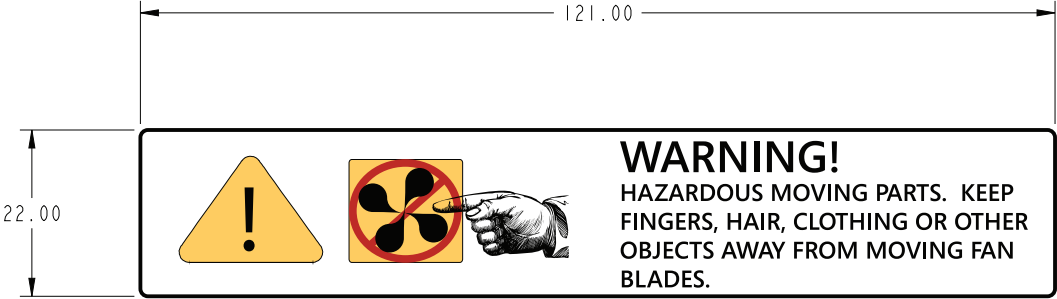 121.00
22.00
!
WARNING!
HAZARDOUS MOVING PARTS. KEEP
FINGERS, HAIR, CLOTHING OR OTHER
OBJECTS AWAY FROM MOVING FAN
BLADES.